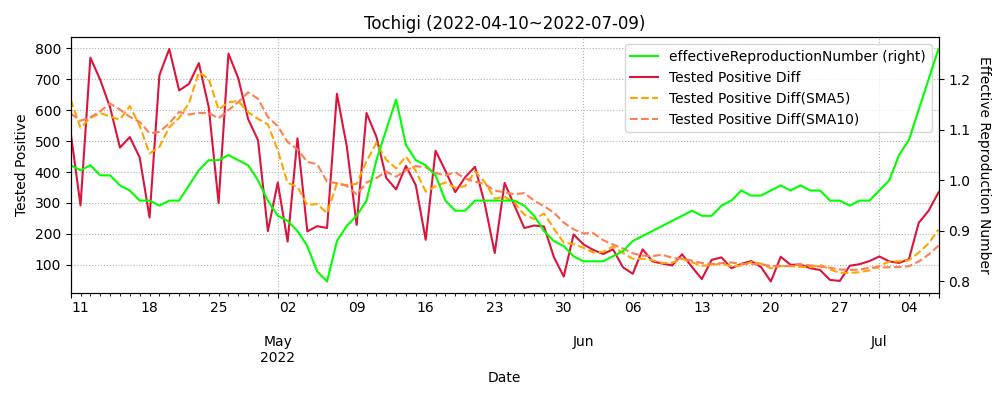 Tochigi (2022-04-10~2022-07-09)
Tested Positive
800
700
600
500
400
300
200
100
effectiveReproductionNumber (right)
Tested Positive Diff
Tested Positive Diff(SMA5)
Tested Positive Diff(SMA10)
1.2
1.1
1.0
0.9
0.8
Effective Reproduction Number
11 18 25 02 09 16 23 30 06 13 20 27 04
May Jun Jul
2022
Date